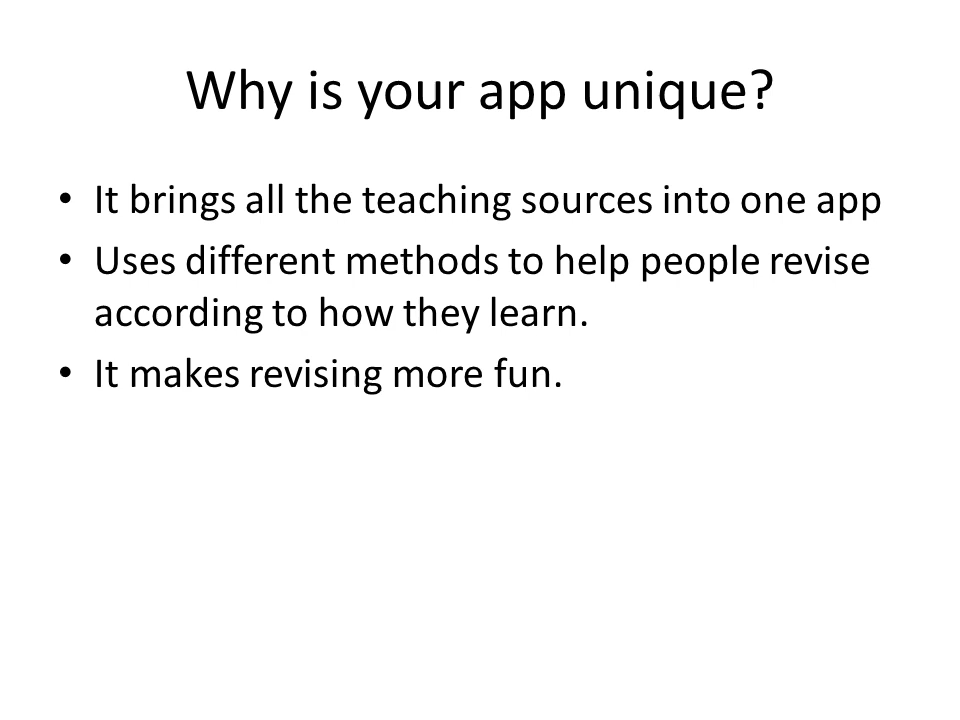 Why is your app unique?
• It brings all the teaching sources into one app
• Uses different methods to help people revise
according to how they learn.
• It makes revising more fun.